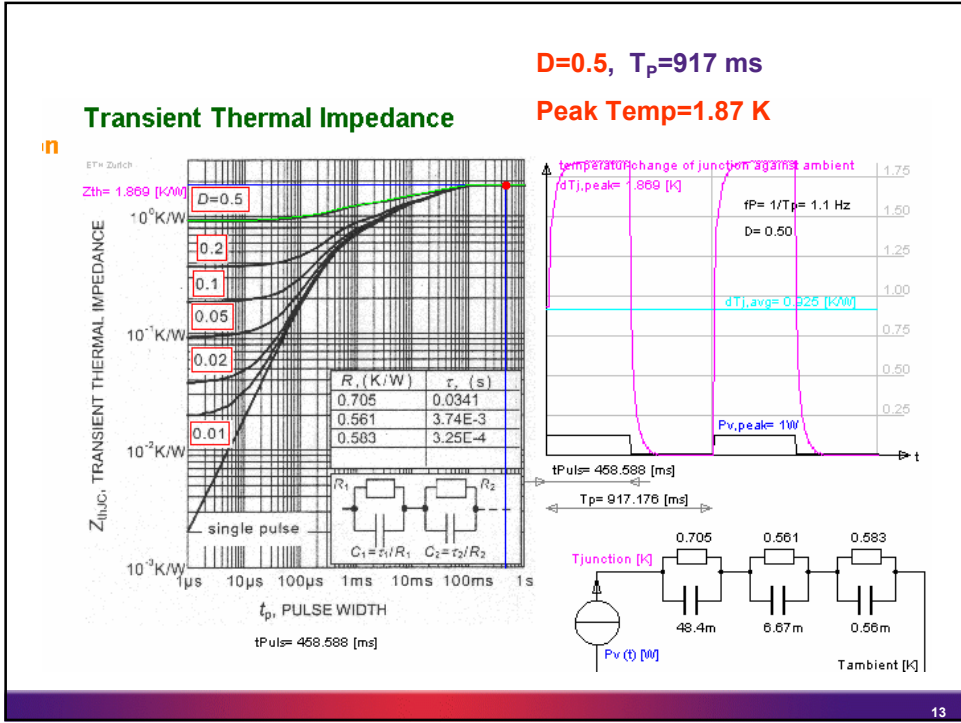 D=0.5, TP=917 ms
Peak Temp=1.87 K
Transient Thermal Impedance
on
ETH Zurich
Zth= 1.869 [K/W]
D=0.5
10⁰K/W
0.2
0.1
0.05
10⁻¹K/W
0.02
0.01
10⁻²K/W
single pulse
10⁻³K/W
ZthJC, TRANSIENT THERMAL IMPEDANCE
Ri (K/W) τi (s)
0.705 0.0341
0.561 3.74E-3
0.583 3.25E-4
R1 R2
C1=τ1/R1 C2=τ2/R2
1µs 10µs 100µs 1ms 10ms 100ms 1s
tp, PULSE WIDTH
tPuls= 458.588 [ms]
temperaturchange of junction against ambient
dTj,peak= 1.869 [K]
fP= 1/Tp= 1.1 Hz
D= 0.50
dTj,avg= 0.925 [K/W]
Pv,peak= 1W
1.75
1.50
1.25
1.00
0.75
0.50
0.25
t
tPuls= 458.588 [ms]
Tp= 917.176 [ms]
0.705 0.561 0.583
Tjunction [K]
48.4m 6.67m 0.56m
Pv (t) [W]
Tambient [K]
13